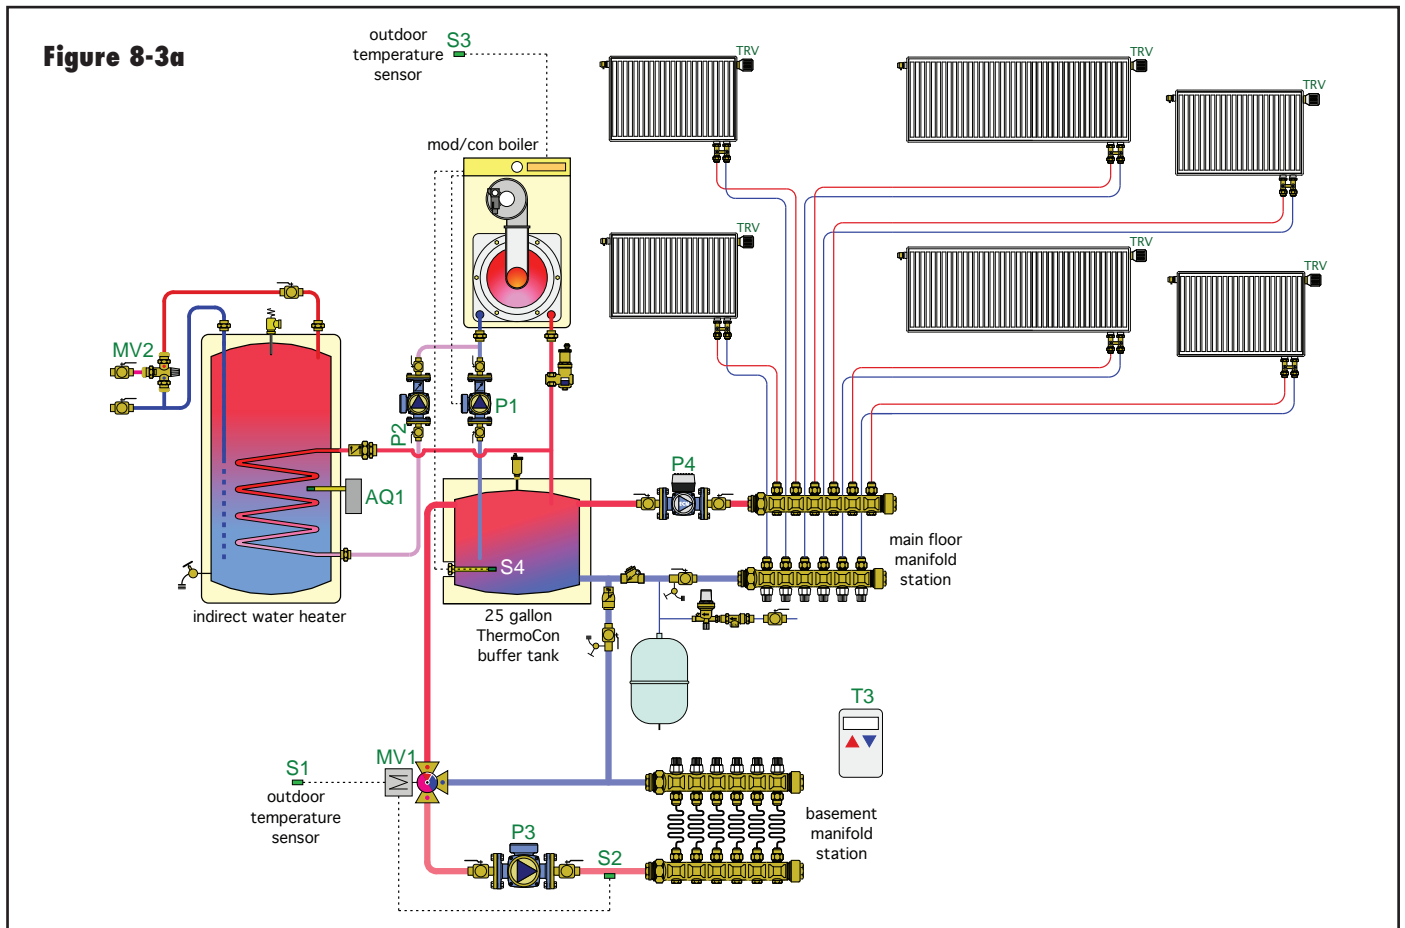 Figure 8-3a
outdoor
temperature
sensor
S3
mod/con boiler
TRV
TRV
TRV
TRV
TRV
TRV
MV2
P1
P2
AQ1
P4
S4
indirect water heater
25 gallon
ThermoCon
buffer tank
main floor
manifold
station
T3
S1
outdoor
temperature
sensor
MV1
M
P3
S2
basement
manifold
station